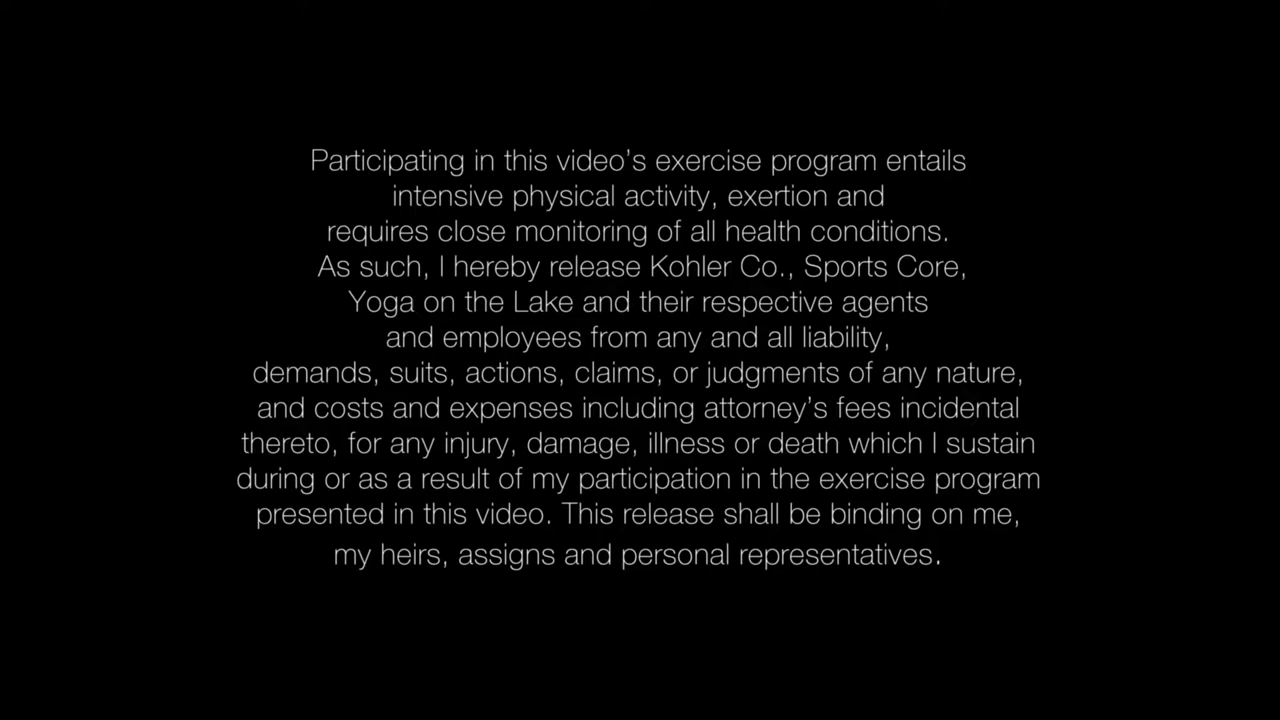 Participating in this video’s exercise program entails
intensive physical activity, exertion and
requires close monitoring of all health conditions.
As such, I hereby release Kohler Co., Sports Core,
Yoga on the Lake and their respective agents
and employees from any and all liability,
demands, suits, actions, claims, or judgments of any nature,
and costs and expenses including attorney’s fees incidental
thereto, for any injury, damage, illness or death which I sustain
during or as a result of my participation in the exercise program
presented in this video. This release shall be binding on me,
my heirs, assigns and personal representatives.